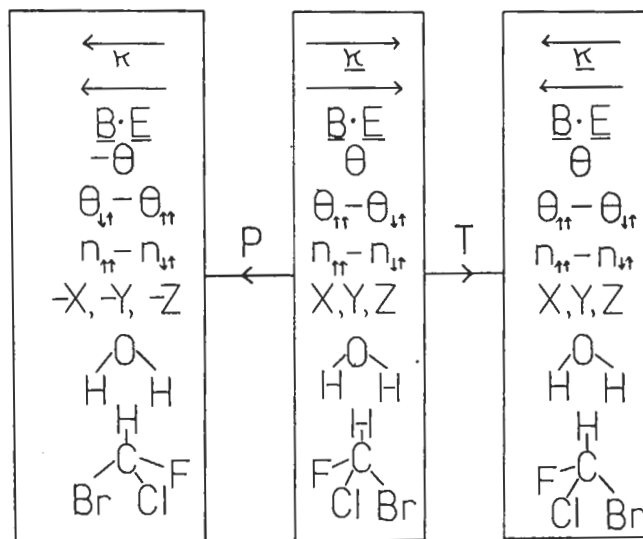 κ
B·E
-Θ
Θ↓↑-Θ↑↑
n↑↑-n↓↑
-X, -Y, -Z
O
H H
H
C F
Br Cl
P
κ
B·E
Θ
Θ↑↑-Θ↓↑
n↑↑-n↓↑
X,Y,Z
O
H H
H
F C
Cl Br
T
κ
B·E
Θ
Θ↑↑-Θ↓↑
n↑↑-n↓↑
X,Y,Z
O
H H
H
F C
Cl Br